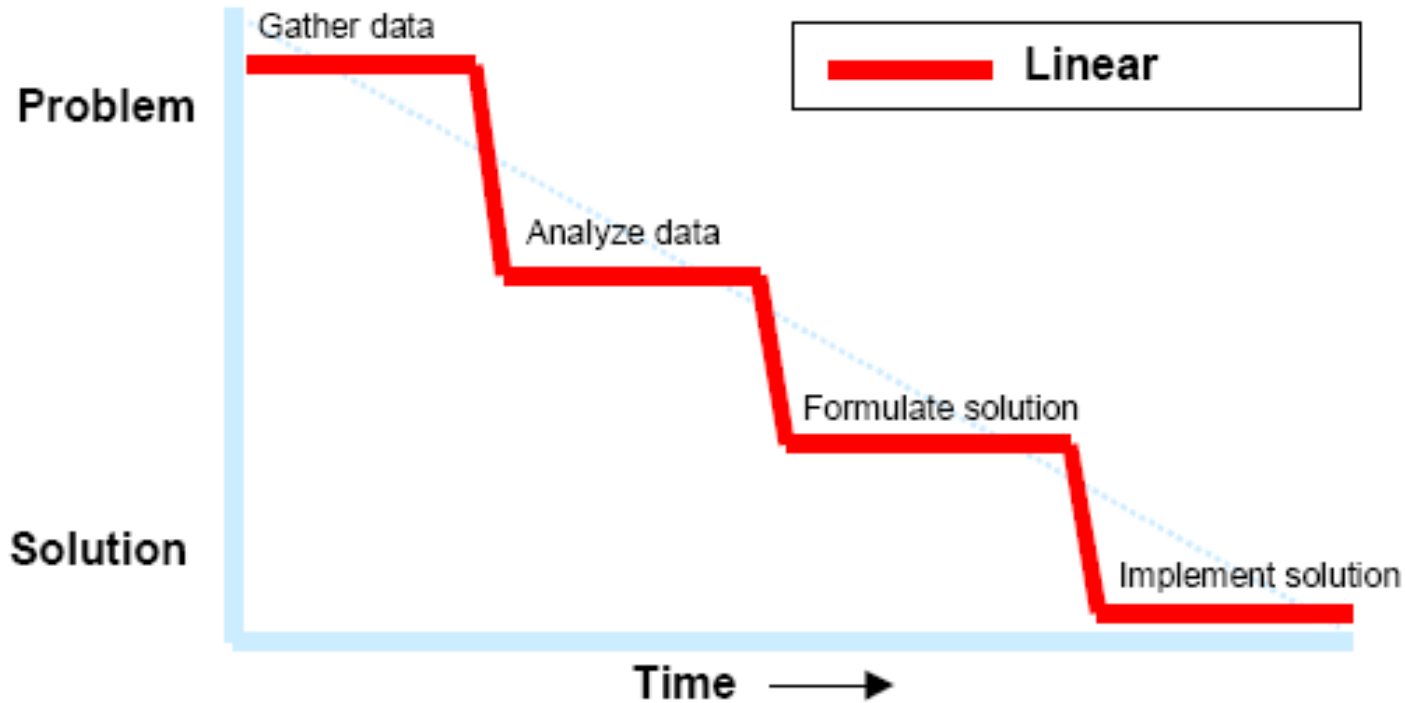 Gather data
Linear
Problem
Analyze data
Formulate solution
Solution
Implement solution
Time